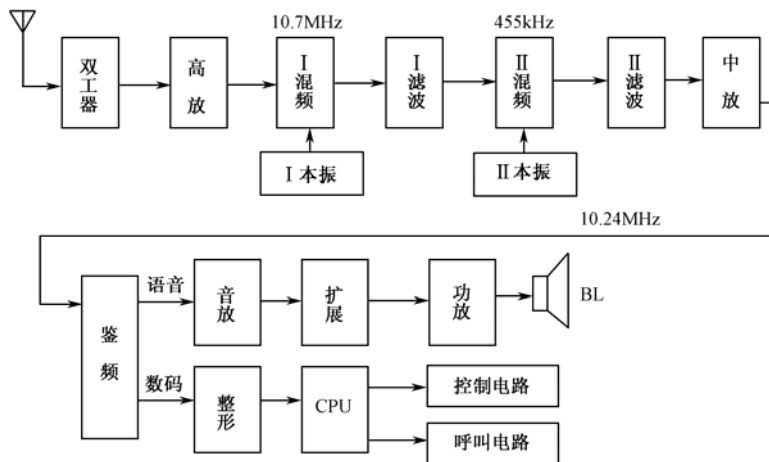 10.7MHz
455kHz
双工器
高放
Ⅰ混频
Ⅰ滤波
Ⅱ混频
Ⅱ滤波
中放
Ⅰ本振
Ⅱ本振
10.24MHz
鉴频
语音
音放
扩展
功放
BL
数码
整形
CPU
控制电路
呼叫电路